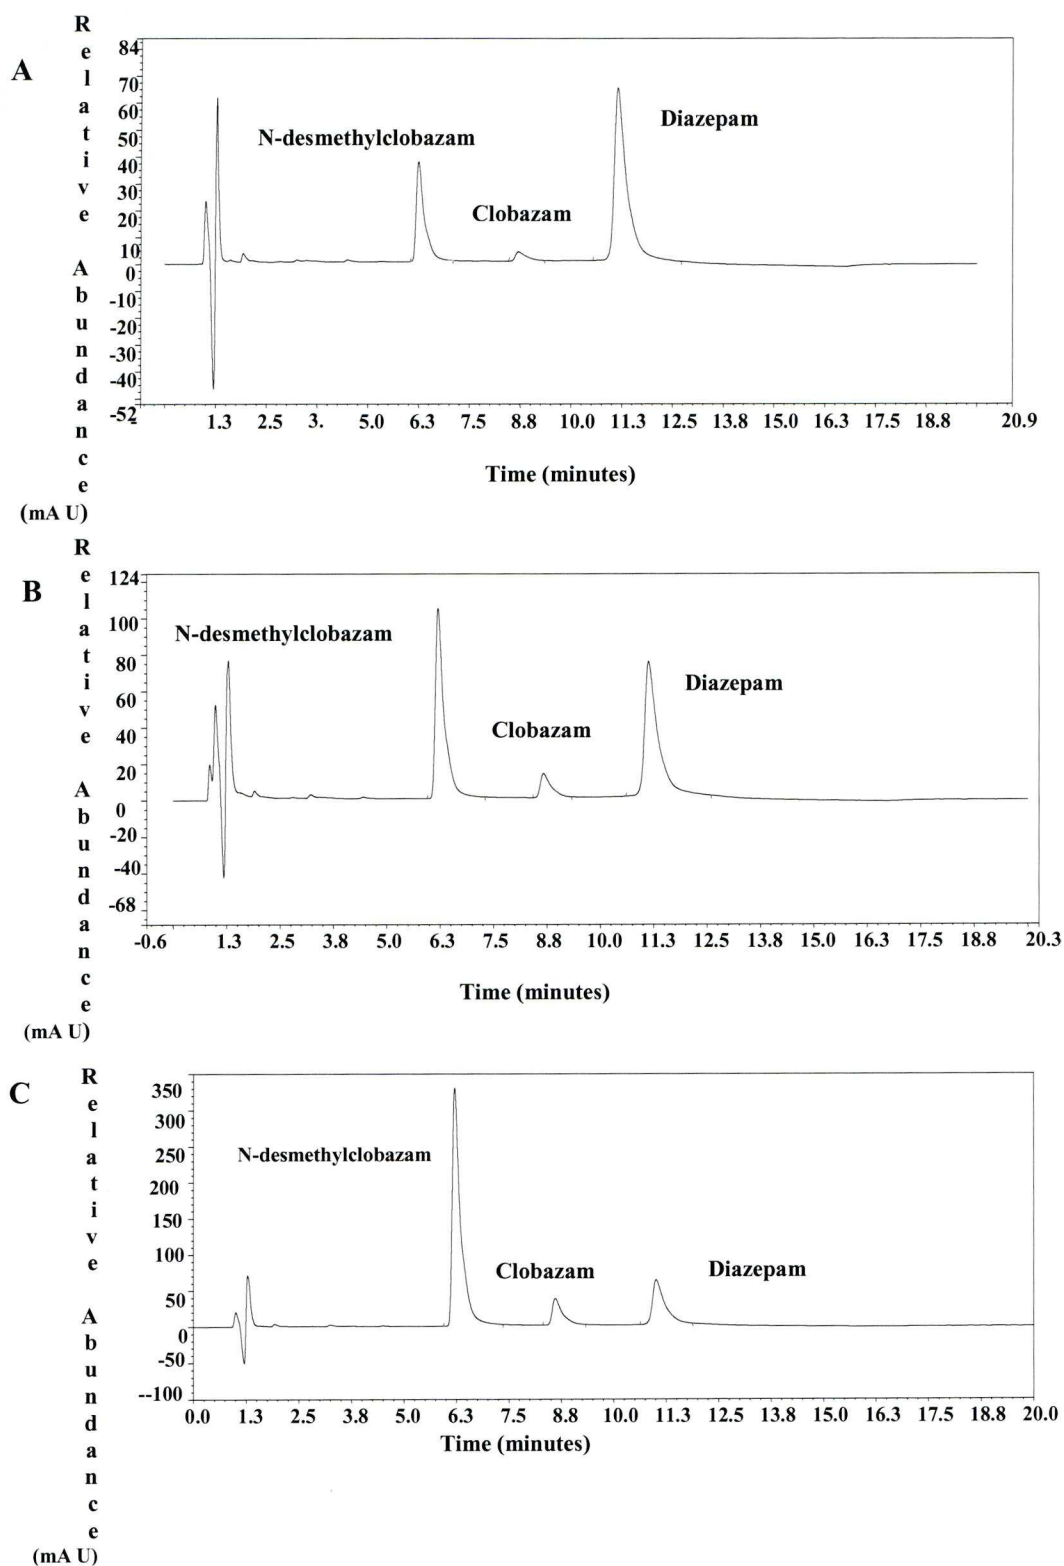 A
Relative Abundance
(mA U)
84
70
60
50
40
30
20
10
0
-10
-20
-30
-40
-52
N-desmethylclobazam
Clobazam
Diazepam
1.3 2.5 3. 5.0 6.3 7.5 8.8 10.0 11.3 12.5 13.8 15.0 16.3 17.5 18.8 20.9
Time (minutes)
B
Relative Abundance
(mA U)
124
100
80
60
40
20
0
-20
-40
-68
N-desmethylclobazam
Clobazam
Diazepam
-0.6 1.3 2.5 3.8 5.0 6.3 7.5 8.8 10.0 11.3 12.5 13.8 15.0 16.3 17.5 18.8 20.3
Time (minutes)
C
Relative Abundance
(mA U)
350
300
250
200
150
100
50
0
-50
--100
N-desmethylclobazam
Clobazam
Diazepam
0.0 1.3 2.5 3.8 5.0 6.3 7.5 8.8 10.0 11.3 12.5 13.8 15.0 16.3 17.5 18.8 20.0
Time (minutes)